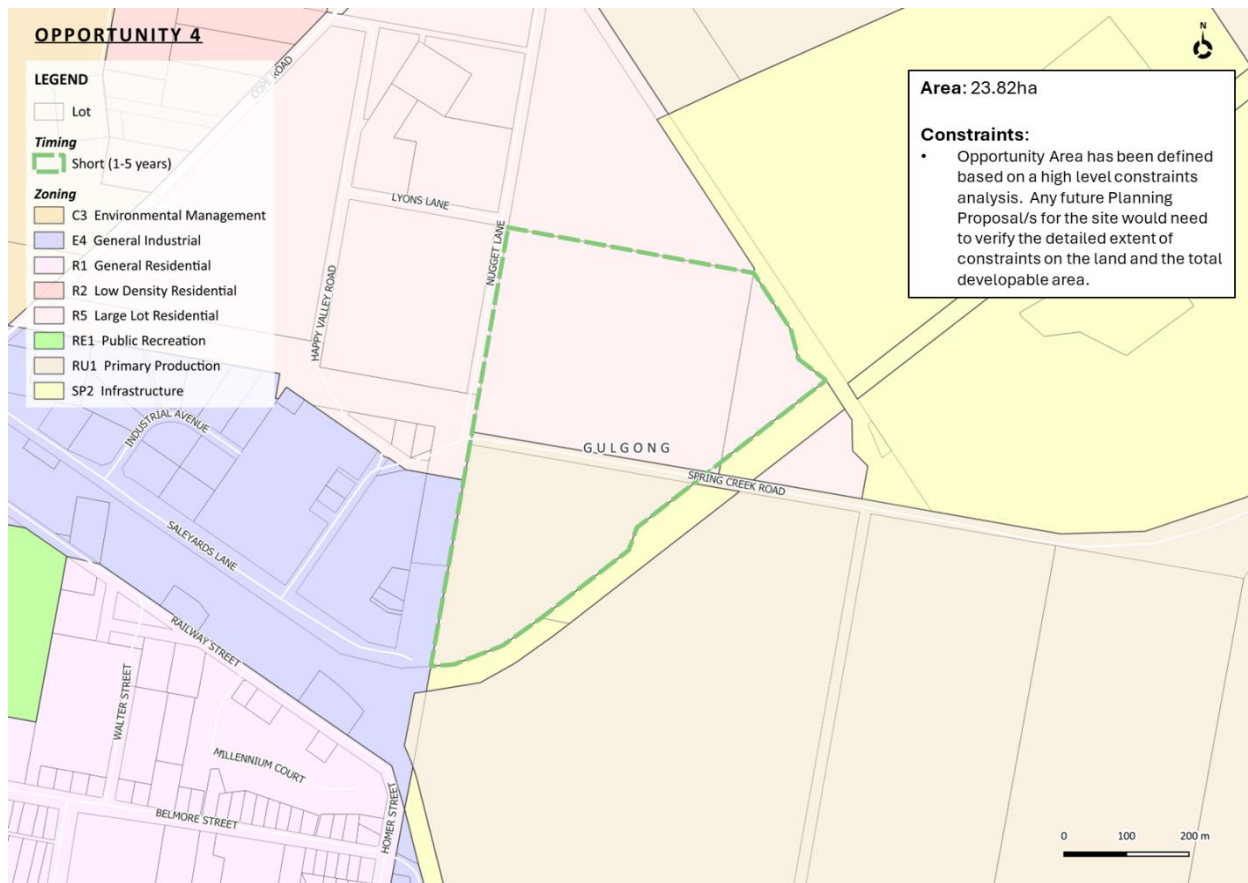 OPPORTUNITY 4
LEGEND
Lot
Timing
Short (1-5 years)
Zoning
C3 Environmental Management
E4 General Industrial
R1 General Residential
R2 Low Density Residential
R5 Large Lot Residential
RE1 Public Recreation
RU1 Primary Production
SP2 Infrastructure
N
Area: 23.82ha
Constraints:
• Opportunity Area has been defined
based on a high level constraints
analysis. Any future Planning
Proposal/s for the site would need
to verify the detailed extent of
constraints on the land and the total
developable area.
COPE ROAD
LYONS LANE
NUGGET LANE
HAPPY VALLEY ROAD
INDUSTRIAL AVENUE
GULGONG
SPRING CREEK ROAD
SALEYARDS LANE
RAILWAY STREET
WALTER STREET
MILLENNIUM COURT
BELMORE STREET
HOMER STREET
0 100 200 m